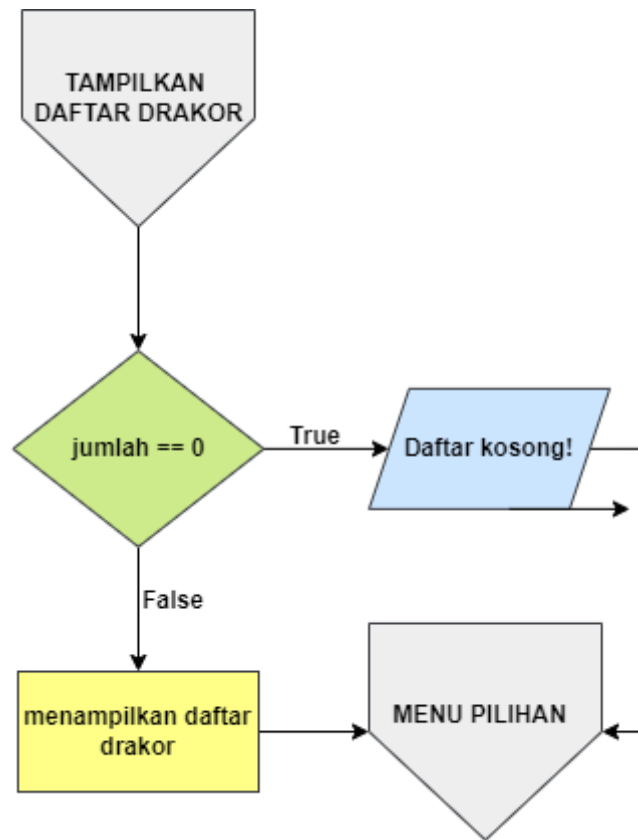 TAMPILKAN
DAFTAR DRAKOR
jumlah == 0
True
Daftar kosong!
False
menampilkan daftar
drakor
MENU PILIHAN